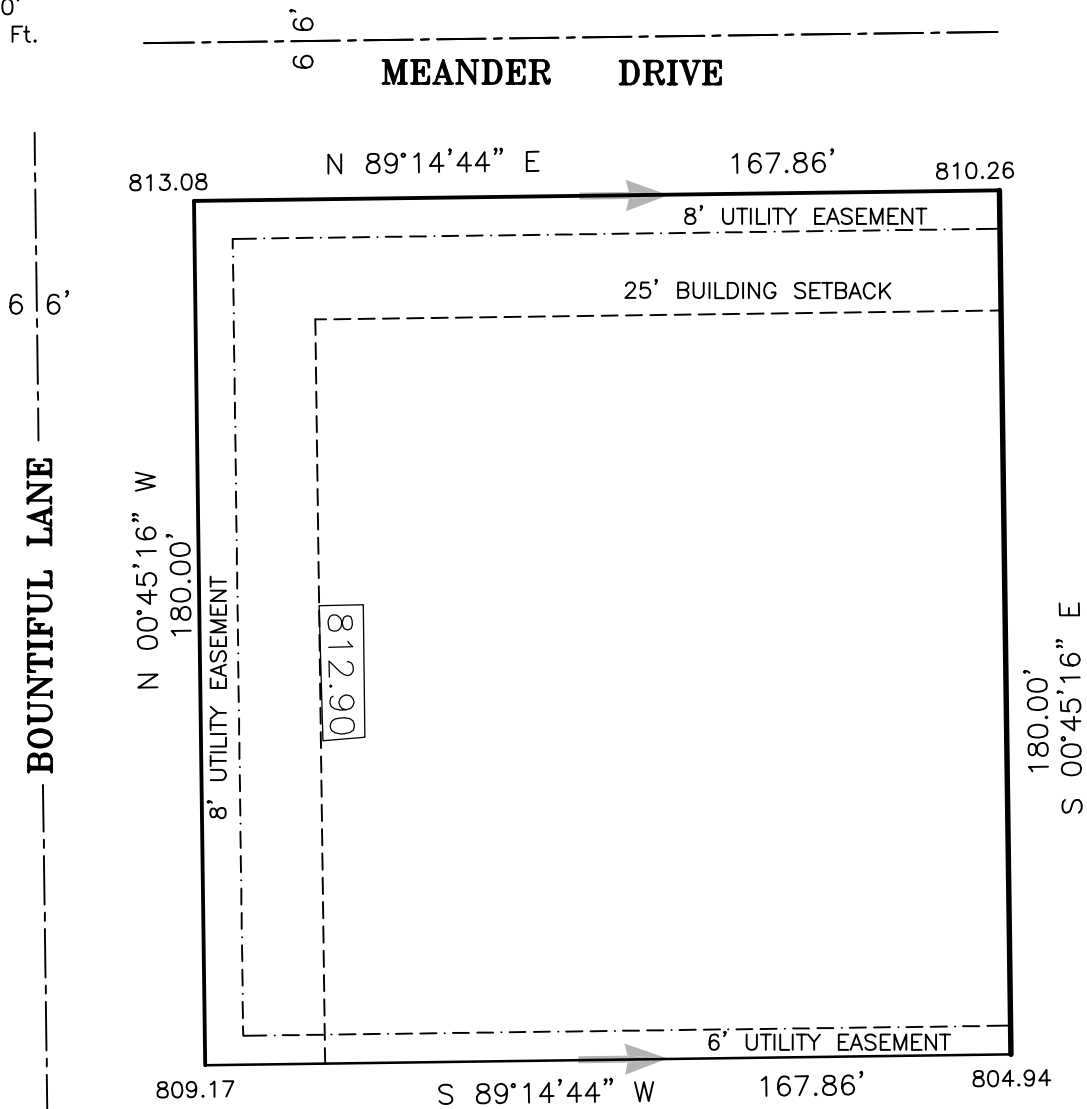 0'
Ft.
6 6'
MEANDER DRIVE
N 89°14'44" E 167.86'
813.08
810.26
8' UTILITY EASEMENT
25' BUILDING SETBACK
6 6'
BOUNTIFUL LANE
N 00°45'16" W
180.00'
8' UTILITY EASEMENT
812.90
180.00'
S 00°45'16" E
6' UTILITY EASEMENT
809.17
S 89°14'44" W 167.86'
804.94